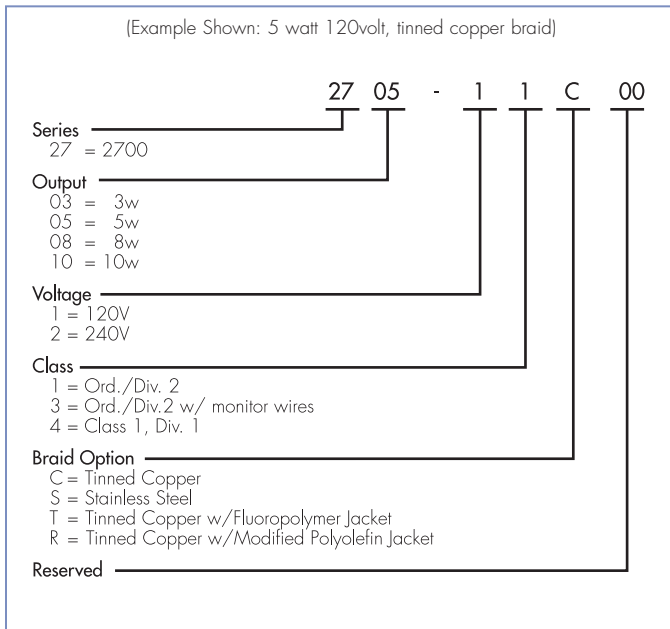 (Example Shown: 5 watt 120volt, tinned copper braid)
27 05 - 1 1 C 00
Series
27 = 2700
Output
03 = 3w
05 = 5w
08 = 8w
10 = 10w
Voltage
1 = 120V
2 = 240V
Class
1 = Ord./Div. 2
3 = Ord./Div.2 w/ monitor wires
4 = Class 1, Div. 1
Braid Option
C = Tinned Copper
S = Stainless Steel
T = Tinned Copper w/Fluoropolymer Jacket
R = Tinned Copper w/Modified Polyolefin Jacket
Reserved